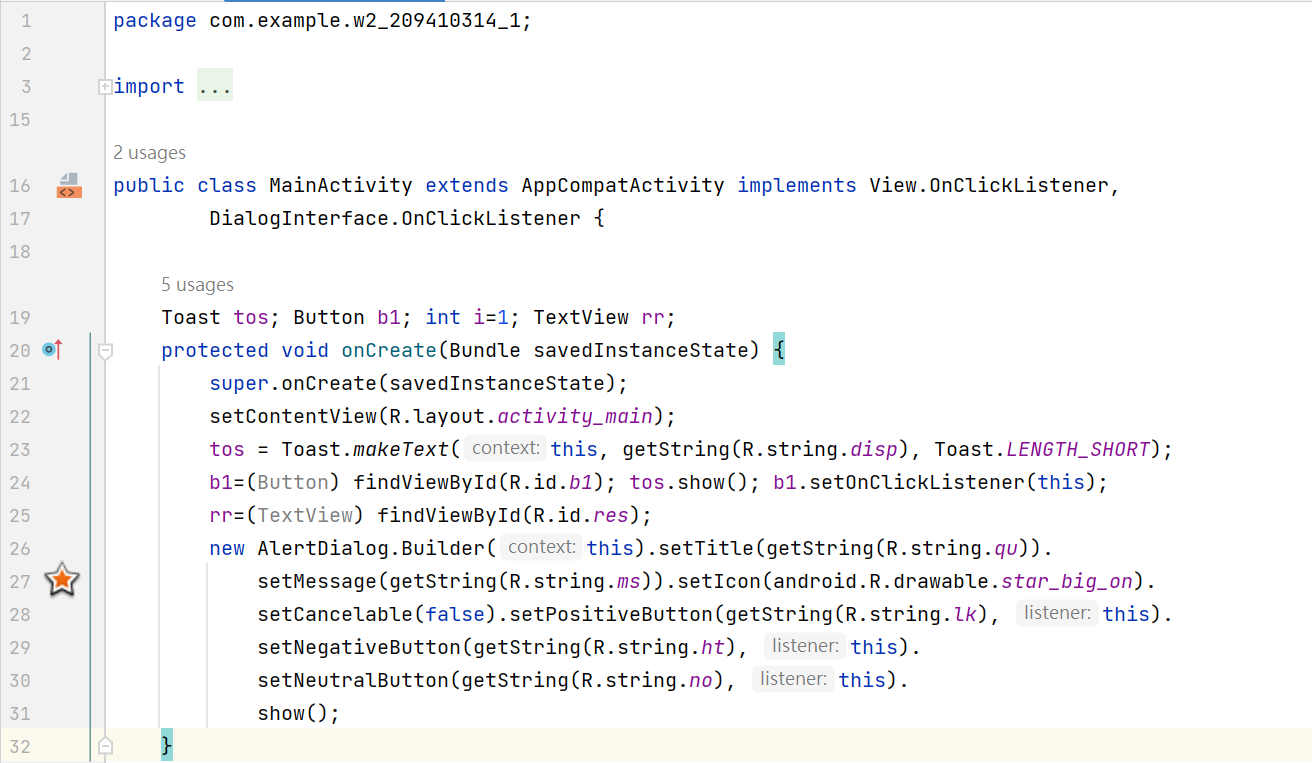 1 package com.example.w2_209410314_1;
2
3 import ...
15
2 usages
16 public class MainActivity extends AppCompatActivity implements View.OnClickListener,
17 DialogInterface.OnClickListener {
18
5 usages
19 Toast tos; Button b1; int i=1; TextView rr;
20 protected void onCreate(Bundle savedInstanceState) {
21 super.onCreate(savedInstanceState);
22 setContentView(R.layout.activity_main);
23 tos = Toast.makeText( context: this, getString(R.string.disp), Toast.LENGTH_SHORT);
24 b1=(Button) findViewById(R.id.b1); tos.show(); b1.setOnClickListener(this);
25 rr=(TextView) findViewById(R.id.res);
26 new AlertDialog.Builder( context: this).setTitle(getString(R.string.qu)).
27 setMessage(getString(R.string.ms)).setIcon(android.R.drawable.star_big_on).
28 setCancelable(false).setPositiveButton(getString(R.string.lk), listener: this).
29 setNegativeButton(getString(R.string.ht), listener: this).
30 setNeutralButton(getString(R.string.no), listener: this).
31 show();
32 }